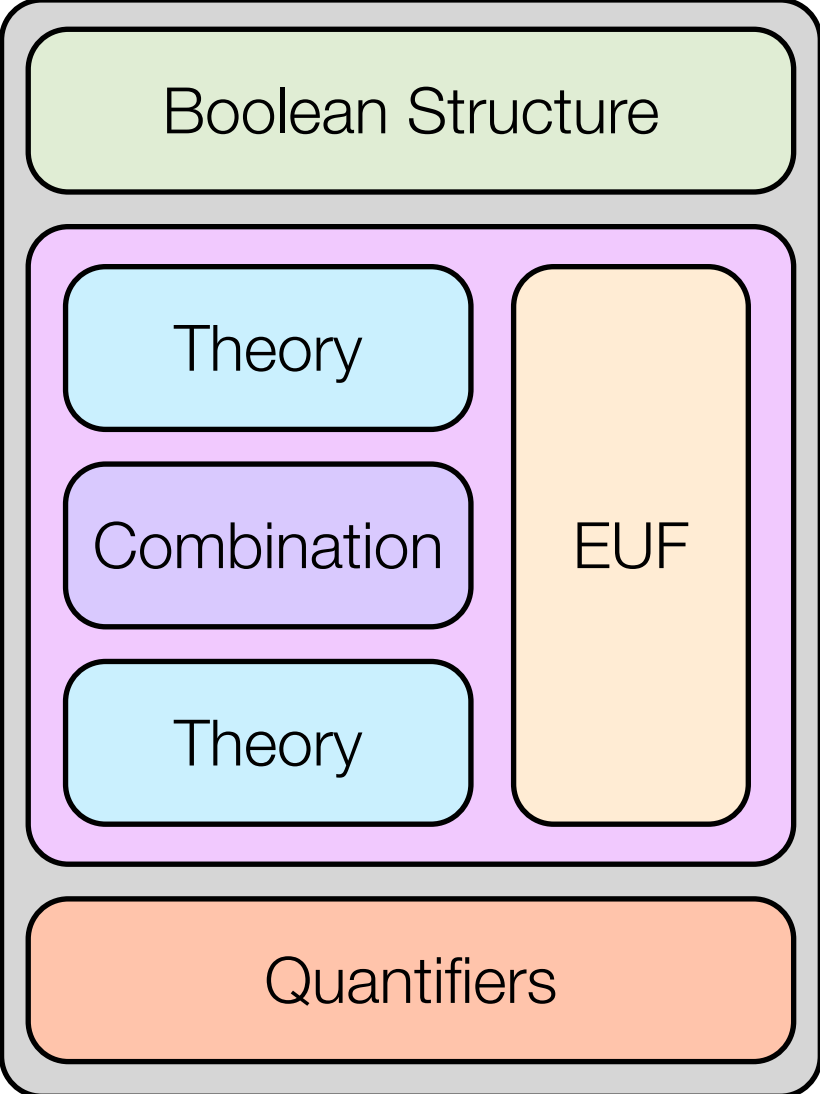 Boolean Structure
Theory
Combination
Theory
EUF
Quantifiers